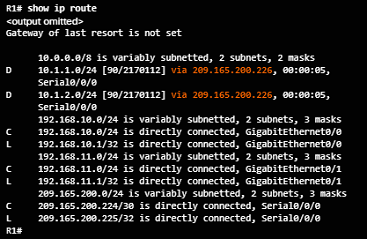 R1# show ip route
<output omitted>
Gateway of last resort is not set
10.0.0.0/8 is variably subnetted, 2 subnets, 2 masks
D 10.1.1.0/24 [90/2170112] via 209.165.200.226, 00:00:05,
Serial0/0/0
D 10.1.2.0/24 [90/2170112] via 209.165.200.226, 00:00:05,
Serial0/0/0
192.168.10.0/24 is variably subnetted, 2 subnets, 3 masks
C 192.168.10.0/24 is directly connected, GigabitEthernet0/0
L 192.168.10.1/32 is directly connected, GigabitEthernet0/0
192.168.11.0/24 is variably subnetted, 2 subnets, 3 masks
C 192.168.11.0/24 is directly connected, GigabitEthernet0/1
L 192.168.11.1/32 is directly connected, GigabitEthernet0/1
209.165.200.0/24 is variably subnetted, 2 subnets, 3 masks
C 209.165.200.224/30 is directly connected, Serial0/0/0
L 209.165.200.225/32 is directly connected, Serial0/0/0
R1#